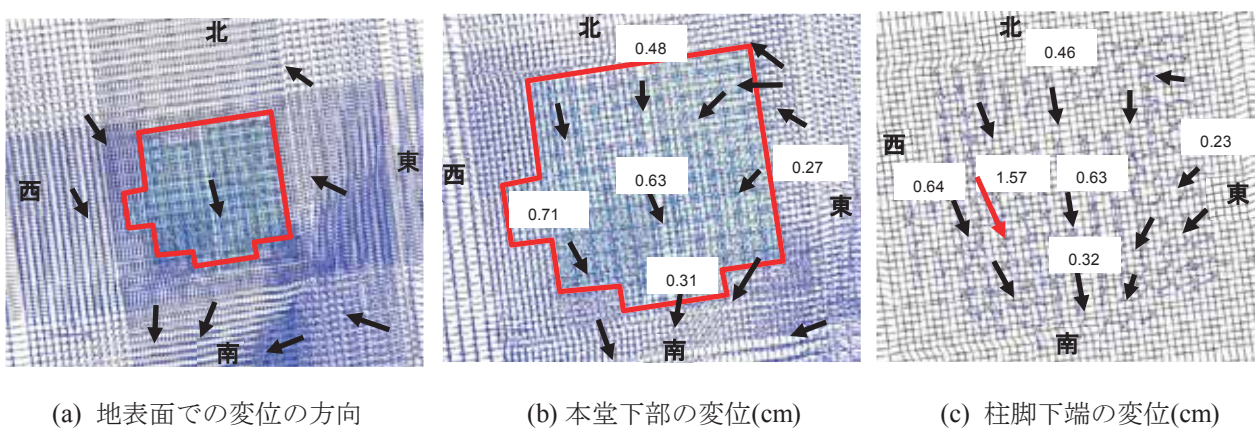 北
西
東
南
(a) 地表面での変位の方向
北
0.48
西
0.27
0.63
東
0.71
0.31
南
(b) 本堂下部の変位(cm)
北
0.46
西
0.23
0.64
1.57
0.63
東
0.32
南
(c) 柱脚下端の変位(cm)